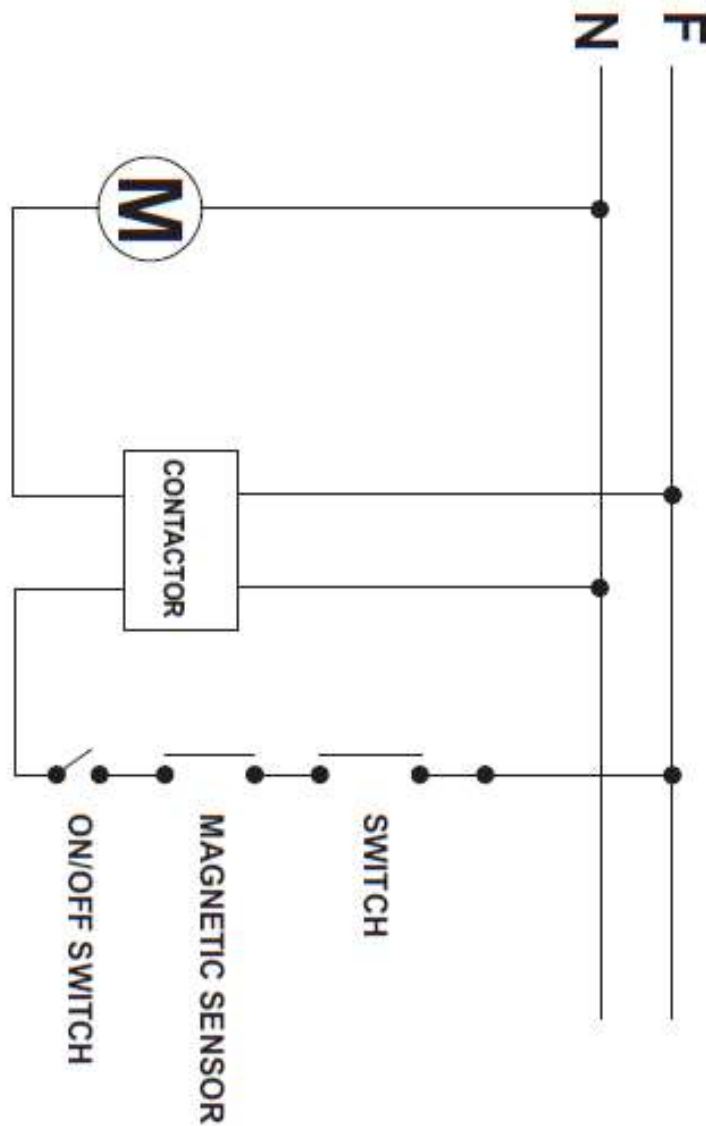 F
N
M
CONTACTOR
SWITCH
MAGNETIC SENSOR
ON/OFF SWITCH